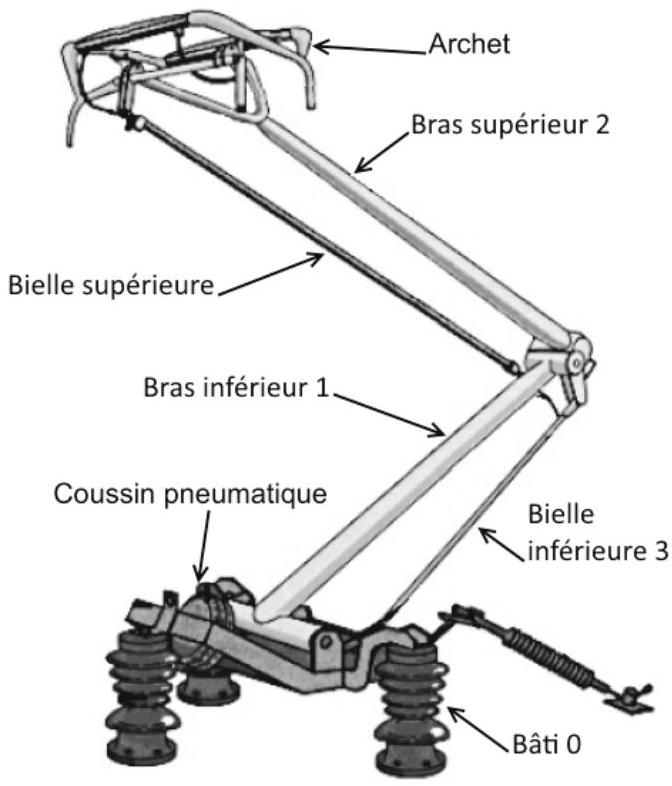 Archet
Bras supérieur 2
Bielle supérieure
Bras inférieur 1
Coussin pneumatique
Bielle
inférieure 3
Bâti 0